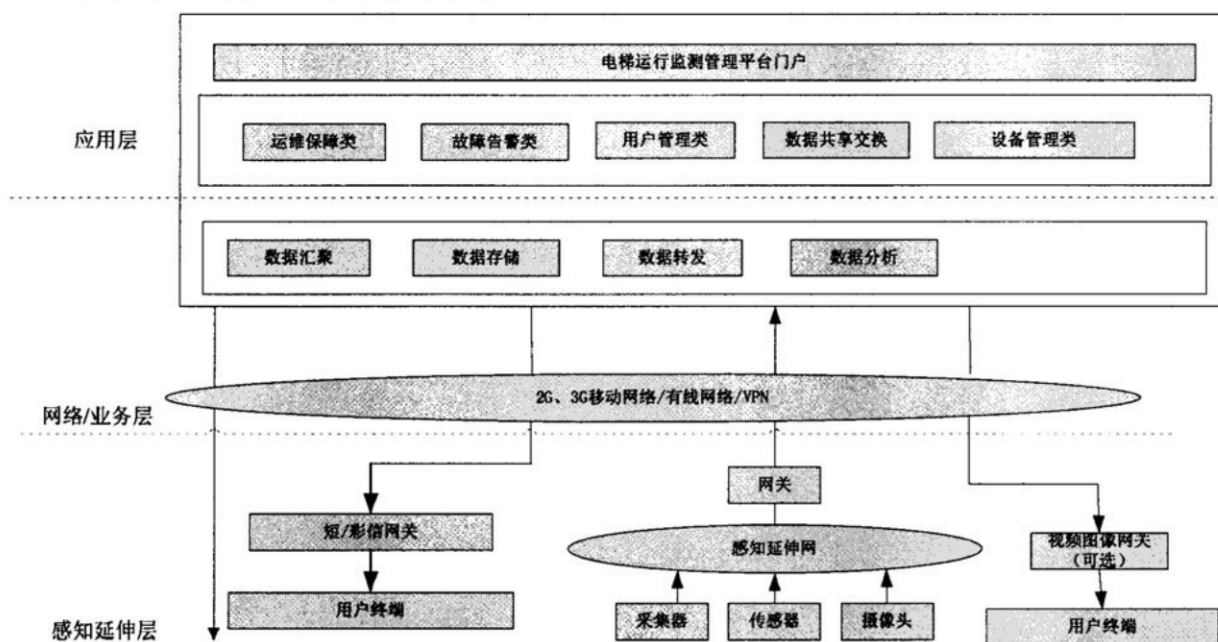 电梯运行监测管理平台门户
应用层
运维保障类
故障告警类
用户管理类
数据共享交换
设备管理类
数据汇聚
数据存储
数据转发
数据分析
2G、3G移动网络/有线网络/VPN
网络/业务层
网关
短/彩信网关
感知延伸网
视频图像网关
（可选）
用户终端
采集器
传感器
摄像头
用户终端
感知延伸层